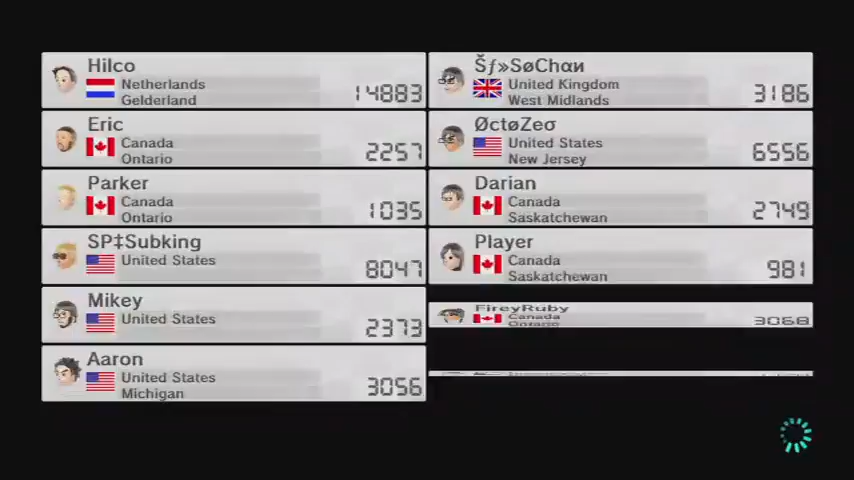 Hilco
Netherlands
Gelderland
14883
Eric
Canada
Ontario
2257
Parker
Canada
Ontario
1035
SP‡Subking
United States
8047
Mikey
United States
2373
Aaron
United States
Michigan
3056
Šƒ»SøChαи
United Kingdom
West Midlands
3186
ØctøZeσ
United States
New Jersey
6556
Darian
Canada
Saskatchewan
2749
Player
Canada
Saskatchewan
981
FireyRuby
Canada
Ontario
3068